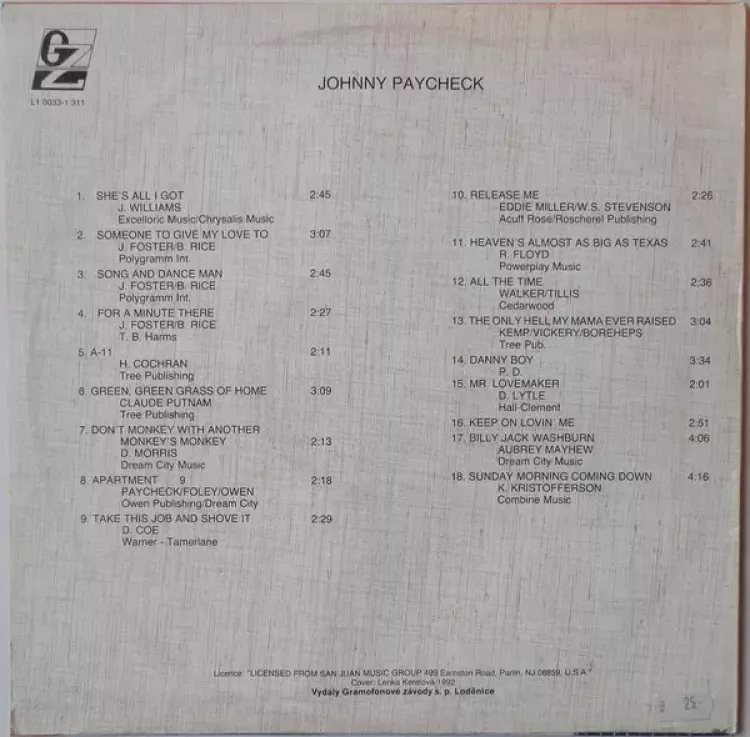 GZ
L1 0033-1 311
JOHNNY PAYCHECK
1. SHE'S ALL I GOT 2:45
J. WILLIAMS
Excelloric Music/Chrysalis Music
2. SOMEONE TO GIVE MY LOVE TO 3:07
J. FOSTER/B. RICE
Polygramm Int.
3. SONG AND DANCE MAN 2:45
J. FOSTER/B. RICE
Polygramm Int.
4. FOR A MINUTE THERE 2:27
J. FOSTER/B. RICE
T. B. Harms
5. A-11 2:11
H. COCHRAN
Tree Publishing
6. GREEN, GREEN GRASS OF HOME 3:09
CLAUDE PUTNAM
Tree Publishing
7. DON'T MONKEY WITH ANOTHER
MONKEY'S MONKEY 2:13
D. MORRIS
Dream City Music
8. APARTMENT 9 2:18
PAYCHECK/FOLEY/OWEN
Owen Publishing/Dream City
9. TAKE THIS JOB AND SHOVE IT 2:29
D. COE
Warner - Tamerlane
10. RELEASE ME 2:26
EDDIE MILLER/W.S. STEVENSON
Acuff Rose/Roscherel Publishing
11. HEAVEN'S ALMOST AS BIG AS TEXAS 2:41
R. FLOYD
Powerplay Music
12. ALL THE TIME 2:36
WALKER/TILLIS
Cedarwood
13. THE ONLY HELL MY MAMA EVER RAISED 3:04
KEMP/VICKERY/BOREHEPS
Tree Pub.
14. DANNY BOY 3:34
P. D.
15. MR. LOVEMAKER 2:01
D. LYTLE
Hall-Clement
16. KEEP ON LOVIN' ME 2:51
17. BILLY JACK WASHBURN 4:06
AUBREY MAYHEW
Dream City Music
18. SUNDAY MORNING COMING DOWN 4:16
K. KRISTOFFERSON
Combine Music
Licence: "LICENSED FROM SAN JUAN MUSIC GROUP 499 Earnston Road, Parlin, NJ 08859, U.S.A."
Cover: Lenka Kerelová 1992
Vydaly Gramofonové závody s. p. Loděnice
25-